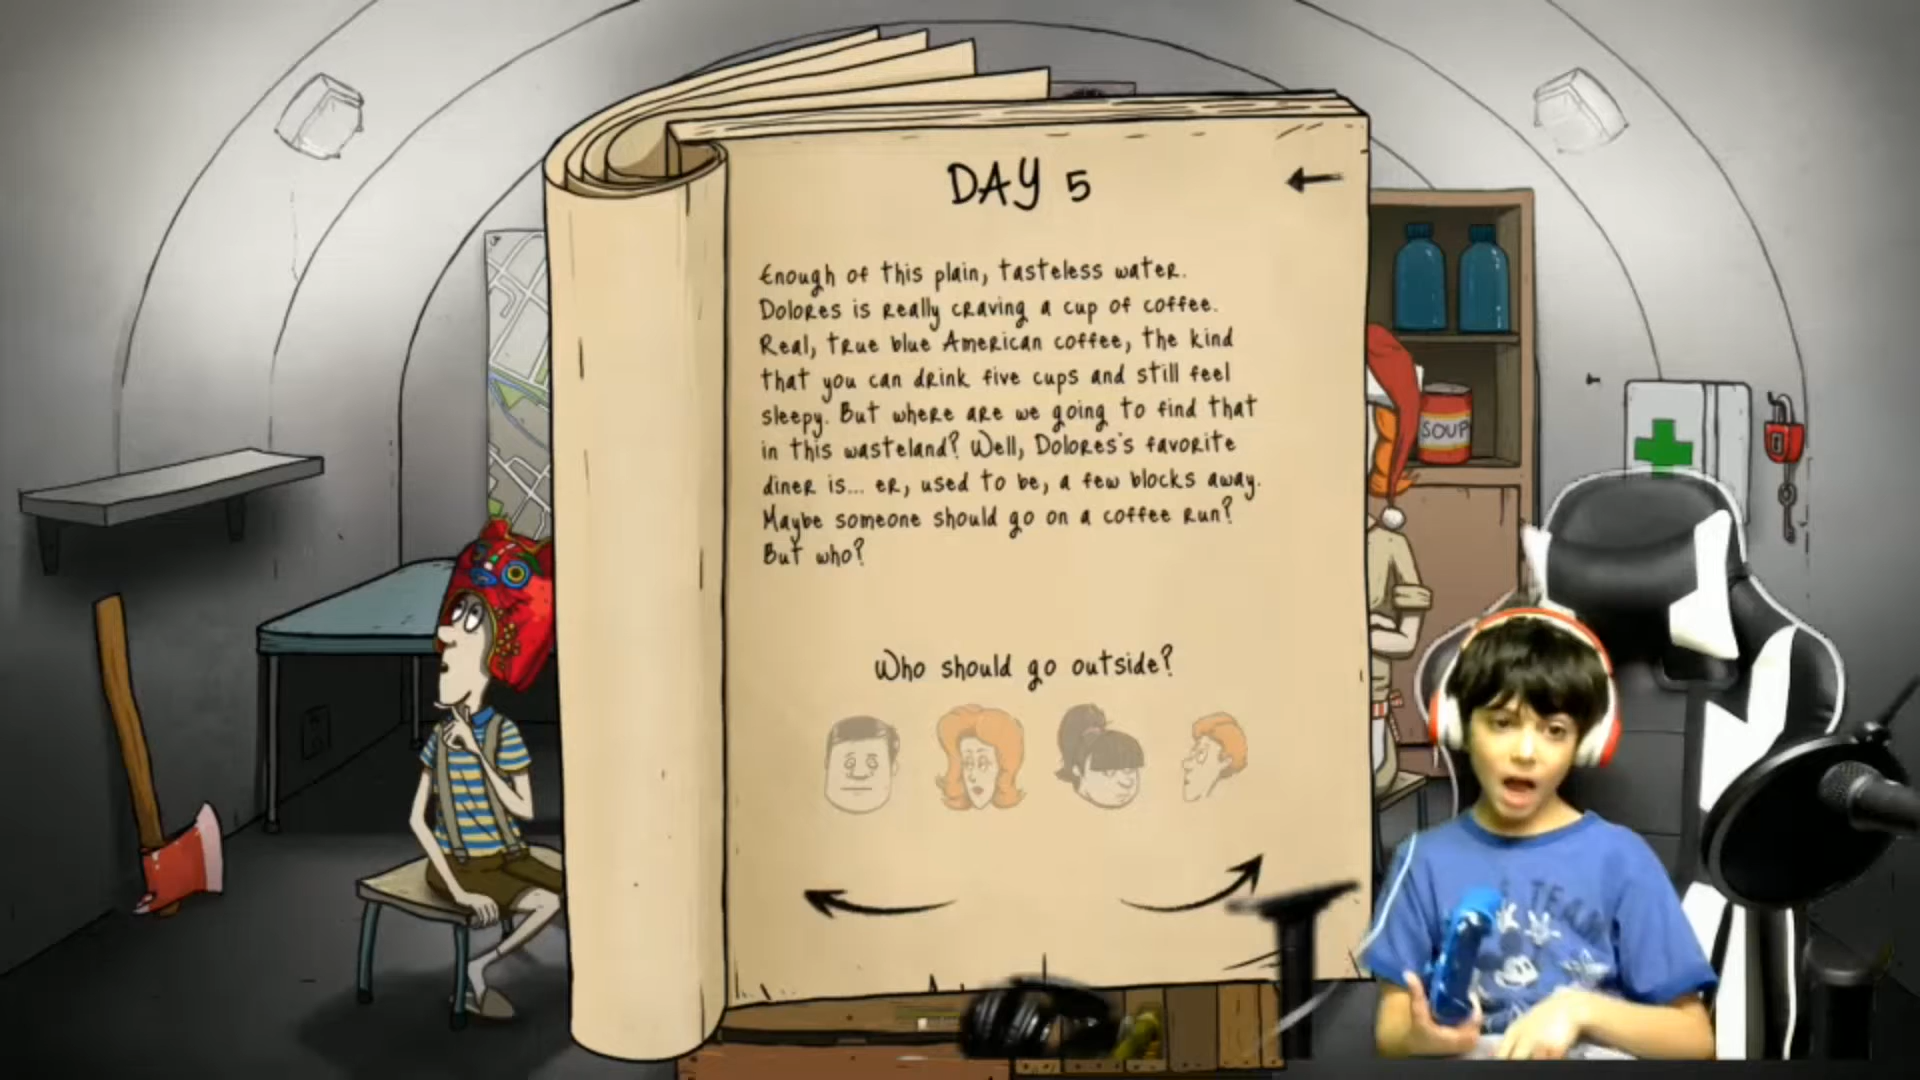 DAY 5
Enough of this plain, tasteless water.
Dolores is really craving a cup of coffee.
Real, true blue American coffee, the kind
that you can drink five cups and still feel
sleepy. But where are we going to find that
in this wasteland? Well, Dolores's favorite
diner is... er, used to be, a few blocks away.
Maybe someone should go on a coffee run?
But who?
SOUP
Who should go outside?
TEAM